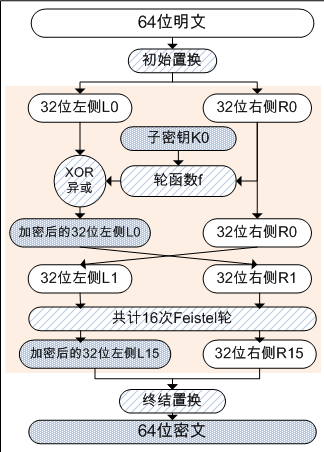 64位明文
初始置换
32位左侧L0
32位右侧R0
子密钥K0
XOR
异或
轮函数f
加密后的32位左侧L0
32位右侧R0
32位左侧L1
32位右侧R1
共计16次Feistel轮
加密后的32位左侧L15
32位右侧R15
终结置换
64位密文